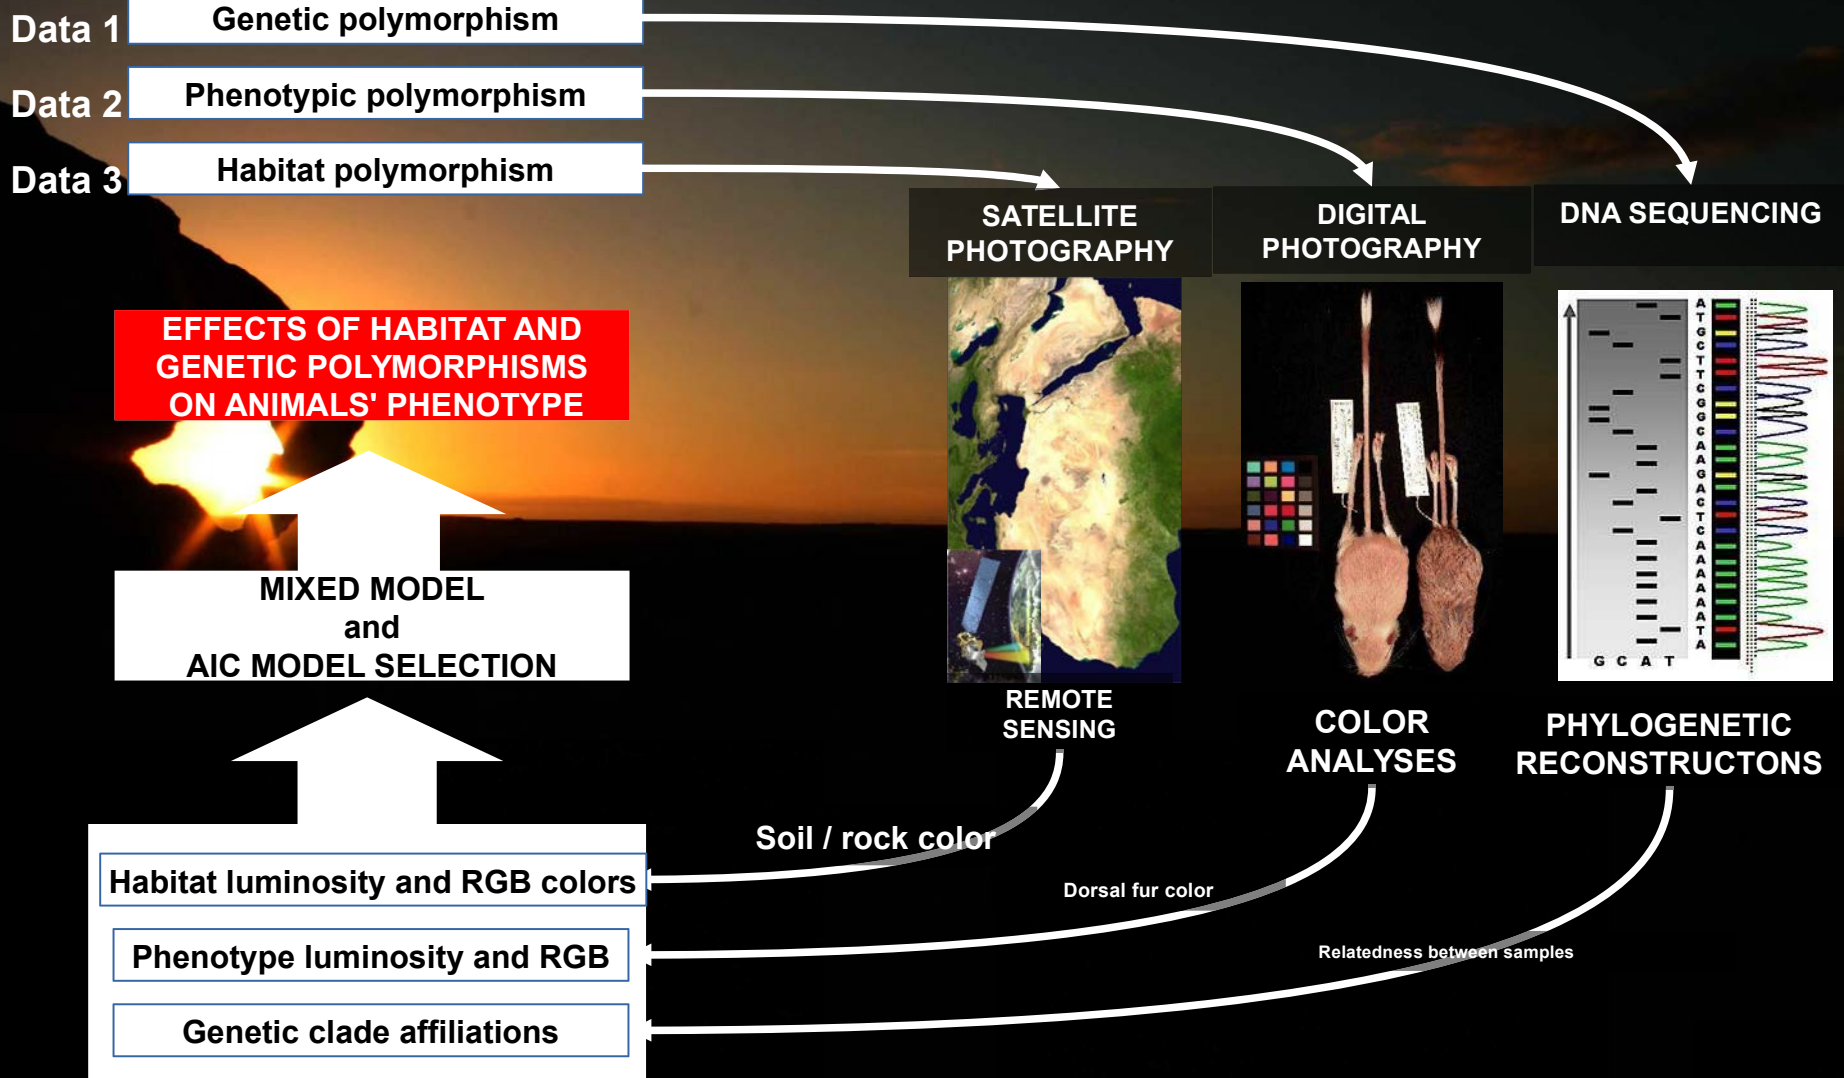 Data 1
Genetic polymorphism
Data 2
Phenotypic polymorphism
Data 3
Habitat polymorphism
SATELLITE
PHOTOGRAPHY
DIGITAL
PHOTOGRAPHY
DNA SEQUENCING
EFFECTS OF HABITAT AND
GENETIC POLYMORPHISMS
ON ANIMALS' PHENOTYPE
MIXED MODEL
and
AIC MODEL SELECTION
A
T
G
C
T
T
C
G
G
C
A
A
G
A
C
T
C
A
A
A
A
A
A
T
A
G C A T
REMOTE
SENSING
COLOR
ANALYSES
PHYLOGENETIC
RECONSTRUCTONS
Soil / rock color
Dorsal fur color
Relatedness between samples
Habitat luminosity and RGB colors
Phenotype luminosity and RGB
Genetic clade affiliations